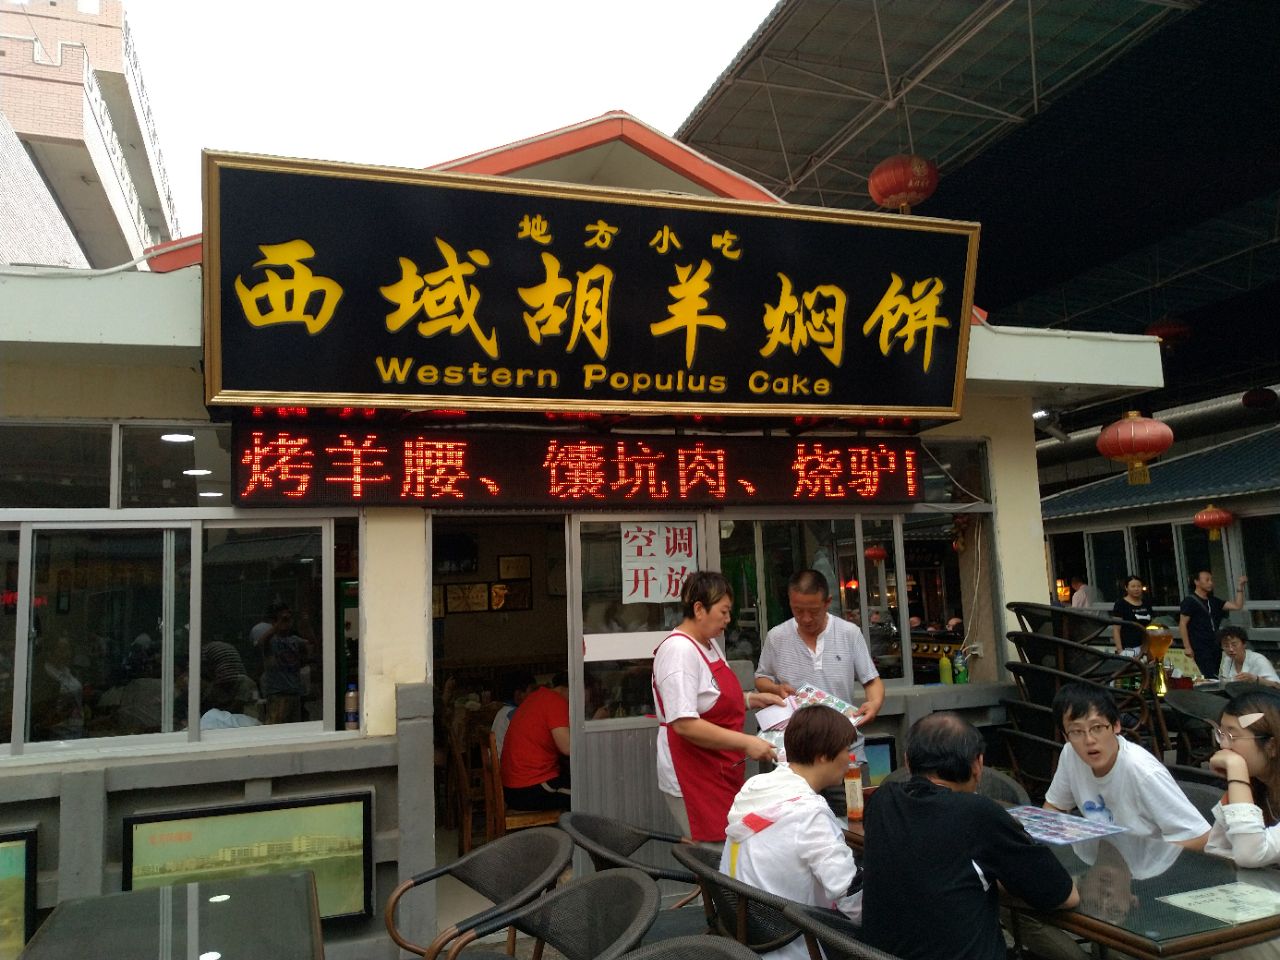 地方小吃
西域胡羊焖饼
Western Populus Cake
烤羊腰、馕坑肉、烧驴
空调
开放